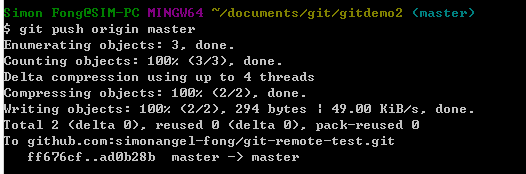 Simon Fong@SIM-PC MINGW64 ~/documents/git/gitdemo2 (master)
$ git push origin master
Enumerating objects: 3, done.
Counting objects: 100% (3/3), done.
Delta compression using up to 4 threads
Compressing objects: 100% (2/2), done.
Writing objects: 100% (2/2), 294 bytes | 49.00 KiB/s, done.
Total 2 (delta 0), reused 0 (delta 0), pack-reused 0
To github.com:simonangel-fong/git-remote-test.git
   ff676cf..ad0b28b  master -> master